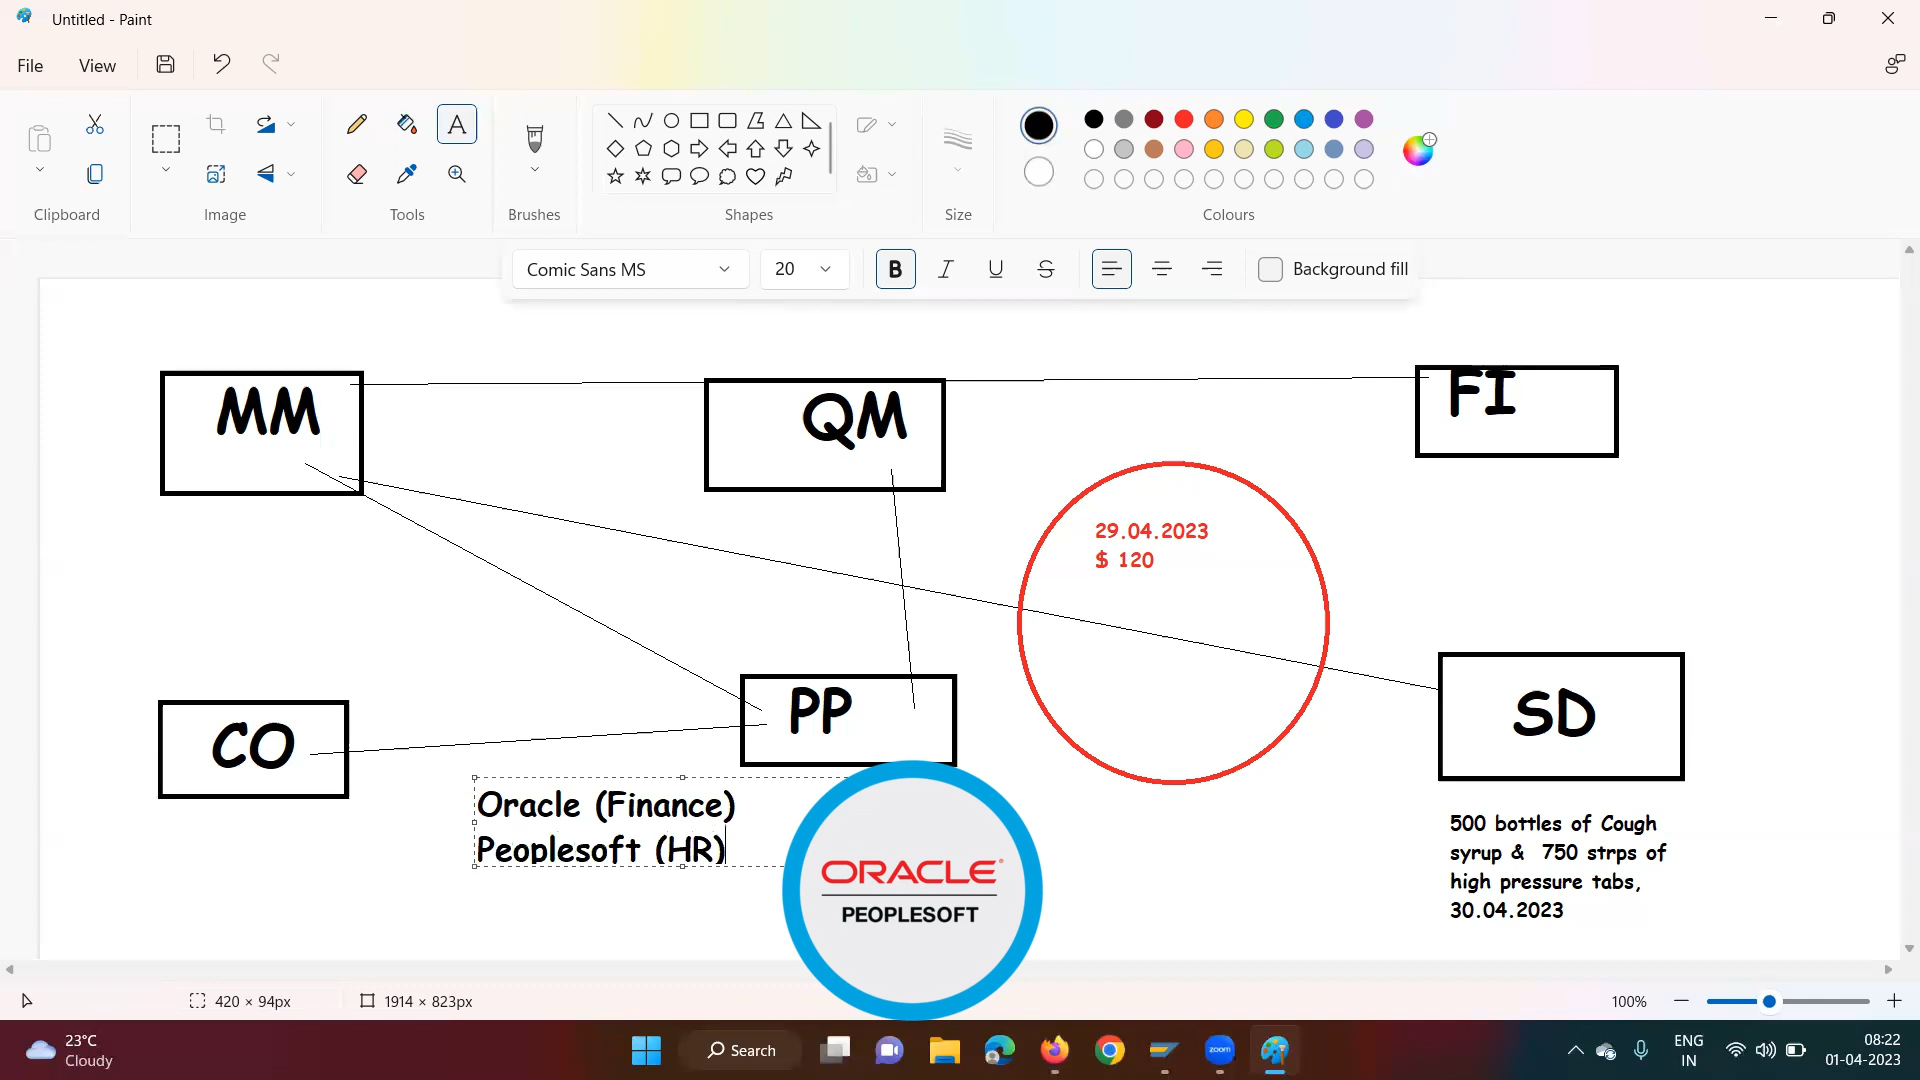 Untitled - Paint
File
View
Clipboard
Image
Tools
Brushes
Shapes
Size
Colours
Comic Sans MS
20
B
I
U
S
Background fill
MM
QM
FI
29.04.2023
$ 120
CO
PP
SD
Oracle (Finance)
Peoplesoft (HR)
ORACLE®
PEOPLESOFT
500 bottles of Cough
syrup & 750 strps of
high pressure tabs,
30.04.2023
420 × 94px
1914 × 823px
100%
23°C
Cloudy
Search
zoom
ENG
IN
08:22
01-04-2023